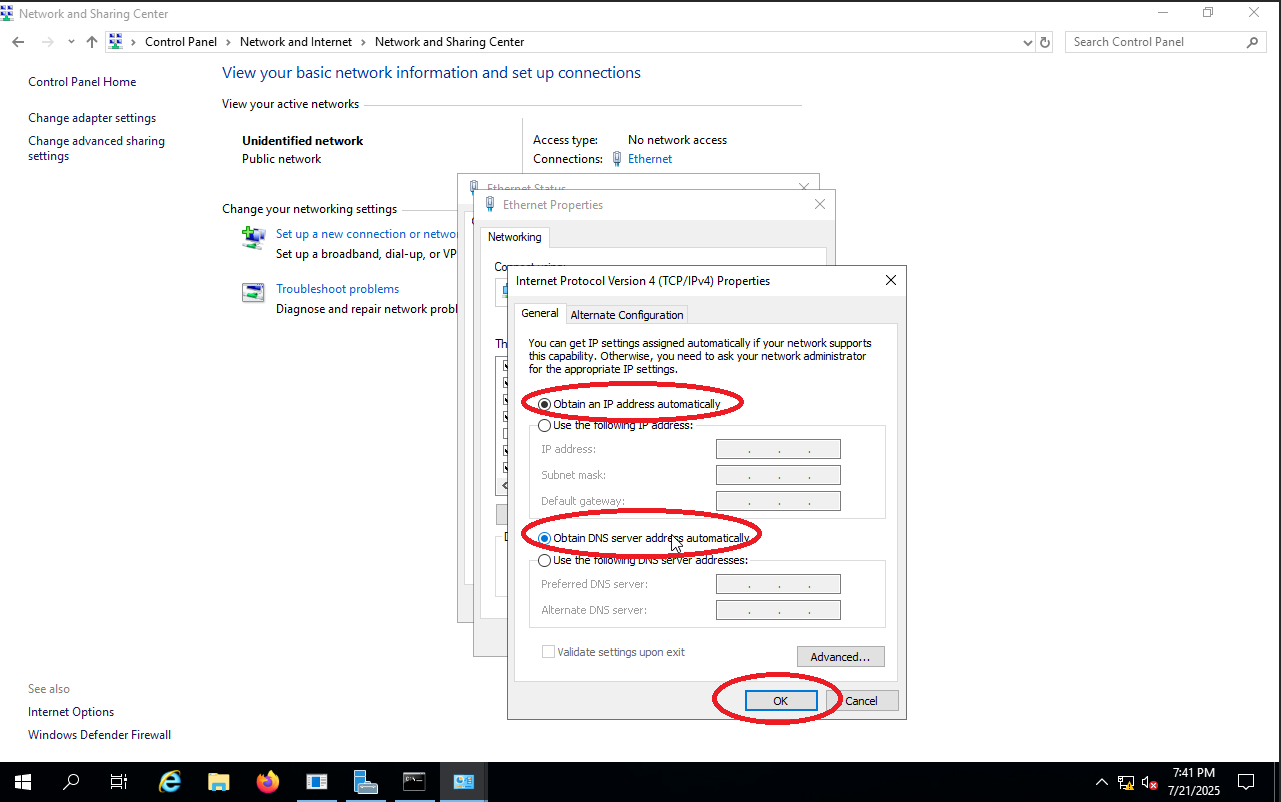 Network and Sharing Center
Control Panel > Network and Internet > Network and Sharing Center
Search Control Panel
Control Panel Home
Change adapter settings
Change advanced sharing
settings
View your basic network information and set up connections
View your active networks
Unidentified network
Public network
Access type: No network access
Connections: Ethernet
Change your networking settings
Set up a new connection or netwo
Set up a broadband, dial-up, or VP
Troubleshoot problems
Diagnose and repair network probl
Ethernet Status
Ethernet Properties
Networking
Internet Protocol Version 4 (TCP/IPv4) Properties
General
Alternate Configuration
You can get IP settings assigned automatically if your network supports
this capability. Otherwise, you need to ask your network administrator
for the appropriate IP settings.
Obtain an IP address automatically
Use the following IP address:
IP address:
Subnet mask:
Default gateway:
Obtain DNS server address automatically
Use the following DNS server addresses:
Preferred DNS server:
Alternate DNS server:
Validate settings upon exit
Advanced...
OK
Cancel
See also
Internet Options
Windows Defender Firewall
7:41 PM
7/21/2025